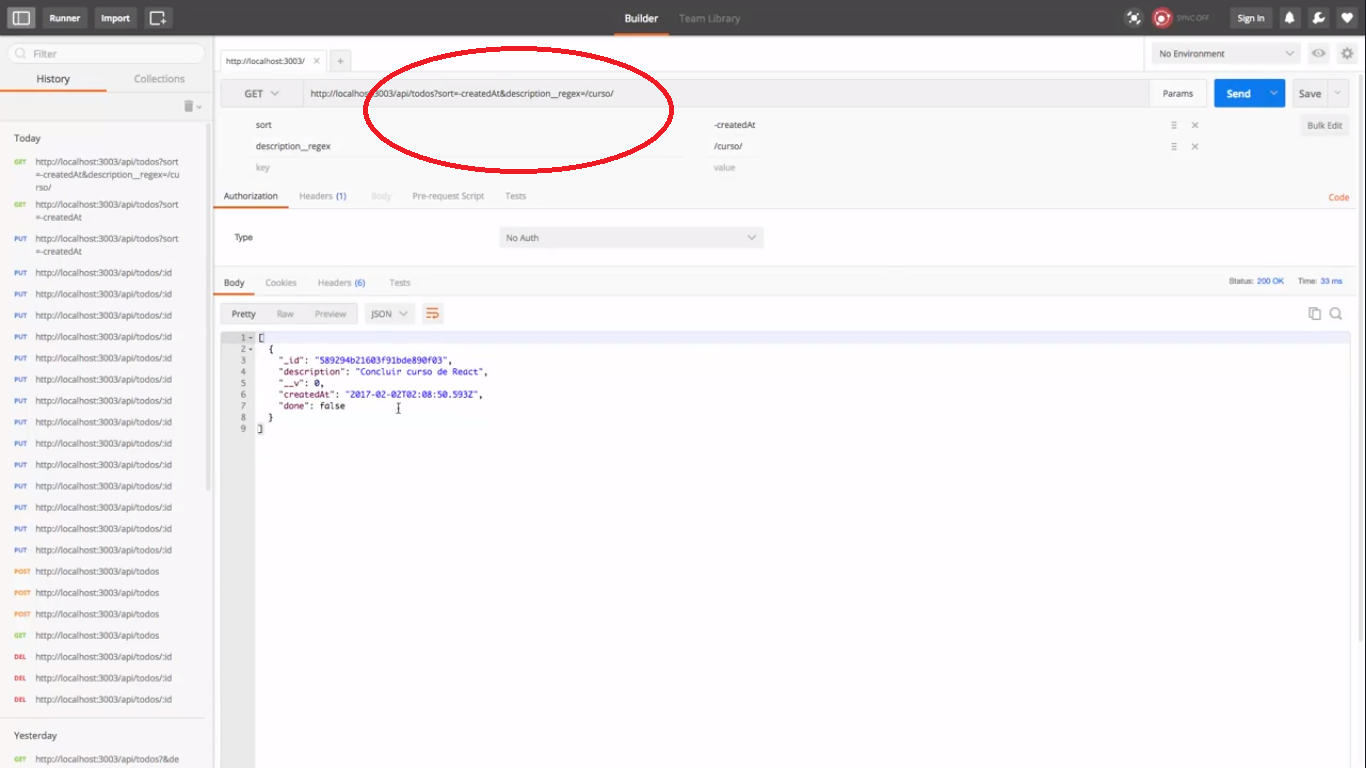 Runner Import Builder Team Library SYNC OFF Sign In
Filter
History Collections
Today
GET http://localhost:3003/api/todos?sort
=-createdAt&description__regex=/cu
rso/
GET http://localhost:3003/api/todos?sort
=-createdAt
PUT http://localhost:3003/api/todos?sort
=-createdAt
PUT http://localhost:3003/api/todos/:id
PUT http://localhost:3003/api/todos/:id
PUT http://localhost:3003/api/todos/:id
PUT http://localhost:3003/api/todos/:id
PUT http://localhost:3003/api/todos/:id
PUT http://localhost:3003/api/todos/:id
PUT http://localhost:3003/api/todos/:id
PUT http://localhost:3003/api/todos/:id
PUT http://localhost:3003/api/todos/:id
PUT http://localhost:3003/api/todos/:id
PUT http://localhost:3003/api/todos/:id
PUT http://localhost:3003/api/todos/:id
PUT http://localhost:3003/api/todos/:id
PUT http://localhost:3003/api/todos/:id
POST http://localhost:3003/api/todos
POST http://localhost:3003/api/todos
POST http://localhost:3003/api/todos
GET http://localhost:3003/api/todos
DEL http://localhost:3003/api/todos/:id
DEL http://localhost:3003/api/todos/:id
DEL http://localhost:3003/api/todos/:id
Yesterday
GET http://localhost:3003/api/todos?&de
http://localhost:3003/ No Environment
GET http://localhost:3003/api/todos?sort=-createdAt&description__regex=/curso/ Params Send Save
sort -createdAt Bulk Edit
description__regex /curso/
key value
Authorization Headers (1) Body Pre-request Script Tests Code
Type No Auth
Body Cookies Headers (6) Tests Status: 200 OK Time: 33 ms
Pretty Raw Preview JSON
1 [
2 {
3 "_id": "589294b21603f91bde890f03",
4 "description": "Concluir curso de React",
5 "__v": 0,
6 "createdAt": "2017-02-02T02:08:50.593Z",
7 "done": false
8 }
9 ]